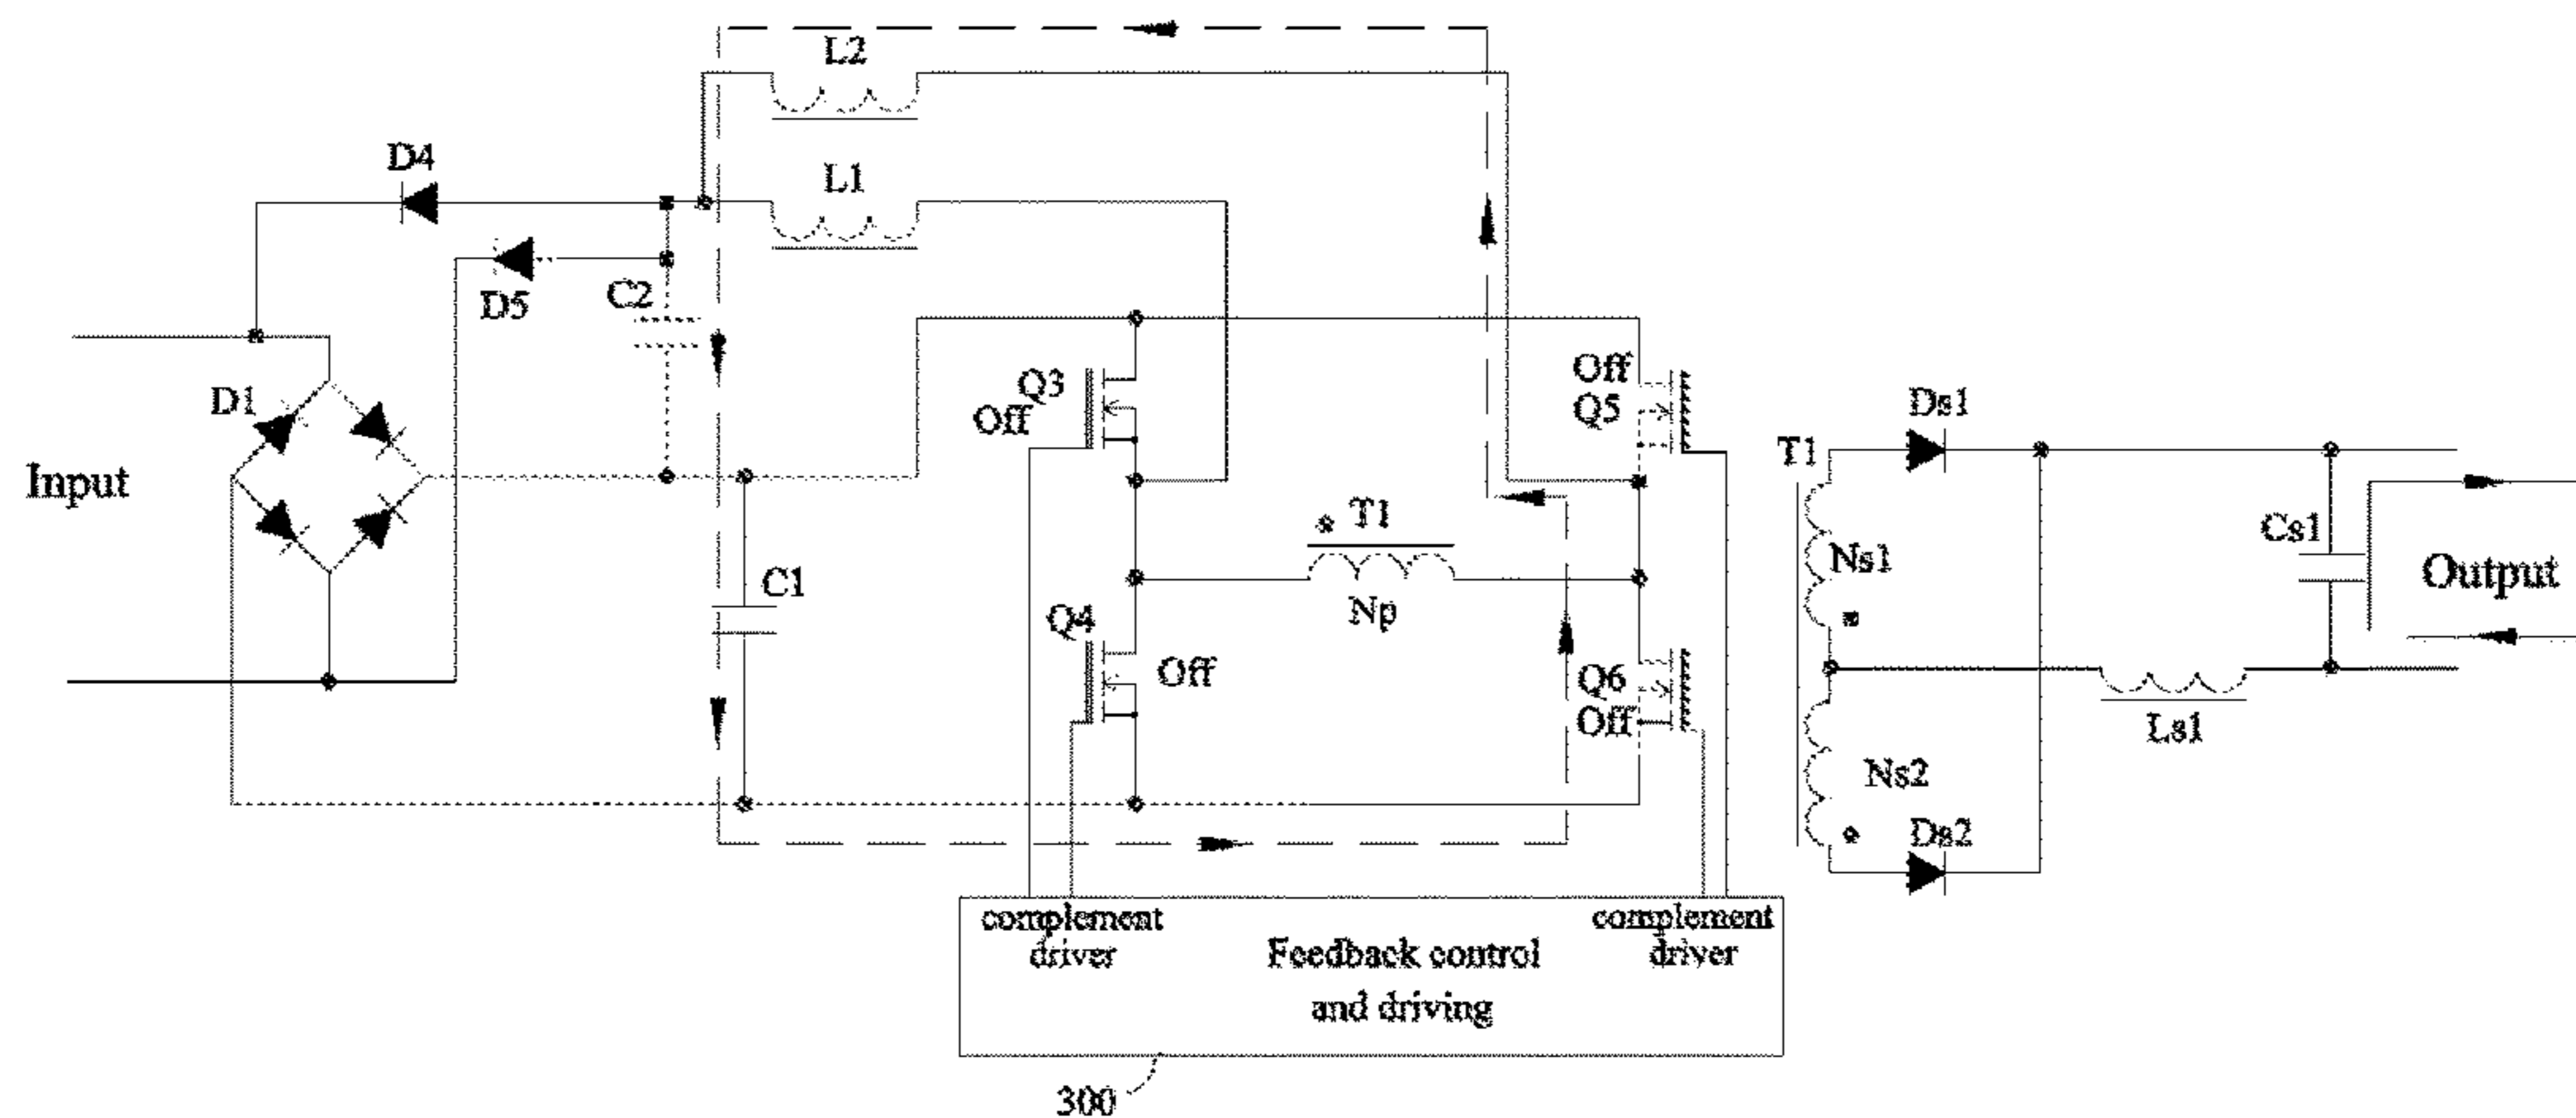 L2
D4
L1
D5
C2
D1
Input
Q3
Off
Off
Q5
T1
Np
C1
Q4
Off
Q6
Off
T1
Ds1
Ns1
Cs1
Output
Ls1
Ns2
Ds2
complement
driver
Feedback control
and driving
complement
driver
300